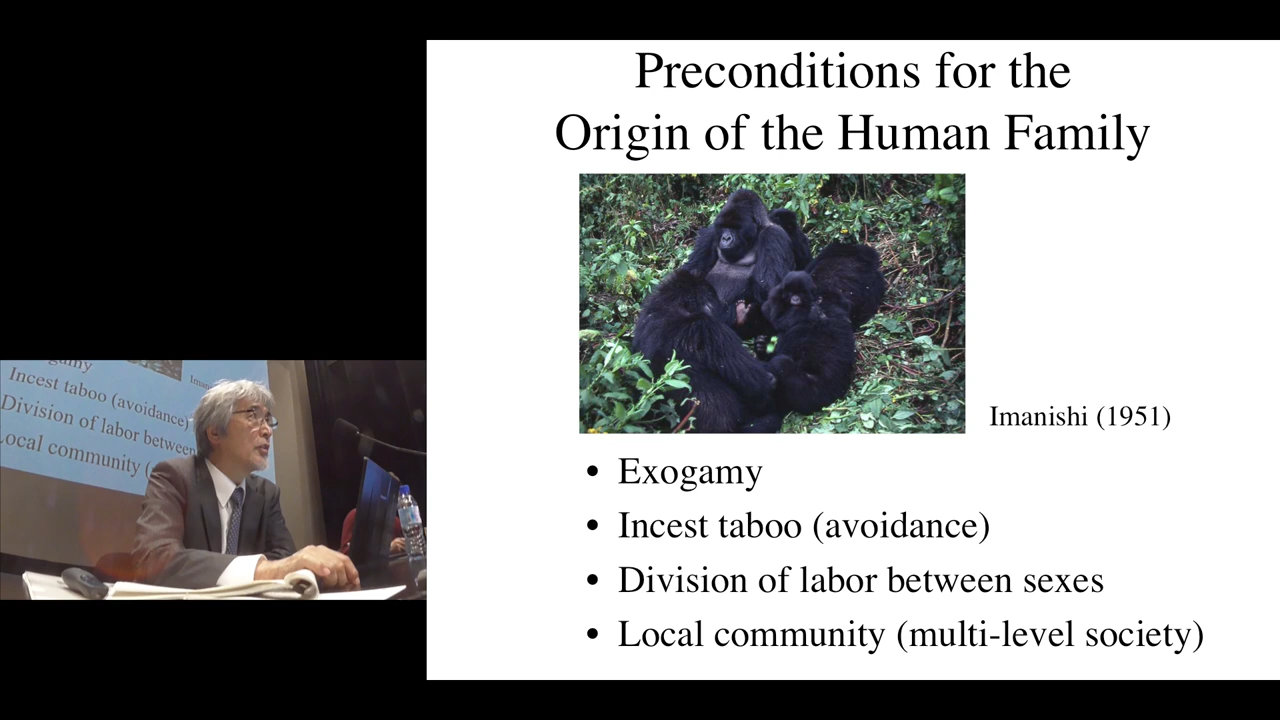 Preconditions for the
Origin of the Human Family
Imanishi (1951)
• Exogamy
• Incest taboo (avoidance)
• Division of labor between sexes
• Local community (multi-level society)
Incest taboo (avoidance)
Division of labor between
Local community